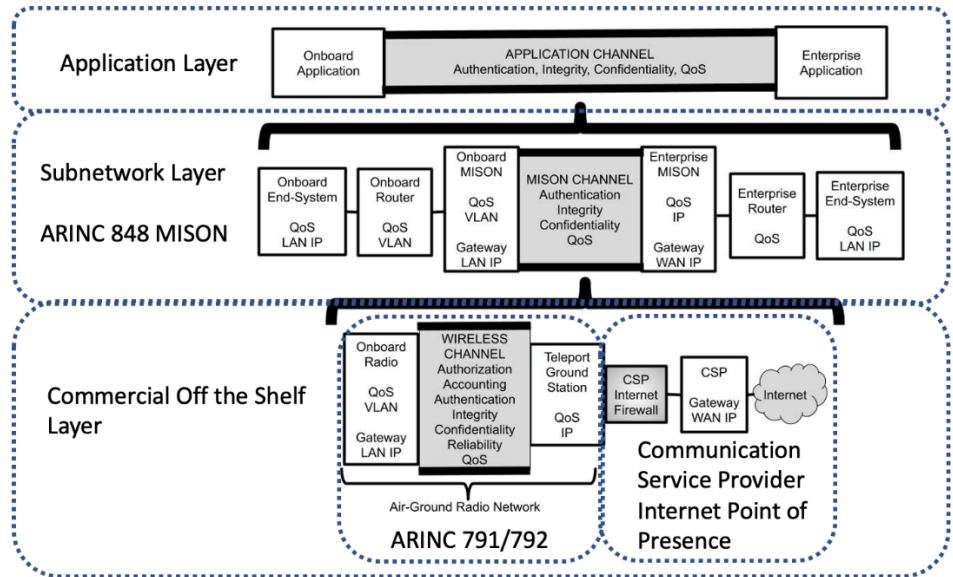 Application Layer
Onboard
Application
APPLICATION CHANNEL
Authentication, Integrity, Confidentiality, QoS
Enterprise
Application
Subnetwork Layer
ARINC 848 MISON
Onboard
End-System
QoS
LAN IP
Onboard
Router
QoS
VLAN
Onboard
MISON
QoS
VLAN
Gateway
LAN IP
MISON CHANNEL
Authentication
Integrity
Confidentiality
QoS
Enterprise
MISON
QoS
IP
Gateway
WAN IP
Enterprise
Router
QoS
Enterprise
End-System
QoS
LAN IP
Commercial Off the Shelf
Layer
Onboard
Radio
QoS
VLAN
Gateway
LAN IP
WIRELESS
CHANNEL
Authorization
Accounting
Authentication
Integrity
Confidentiality
Reliability
QoS
Teleport
Ground
Station
QoS
IP
CSP
Internet
Firewall
CSP
Gateway
WAN IP
Internet
Air-Ground Radio Network
ARINC 791/792
Communication
Service Provider
Internet Point of
Presence